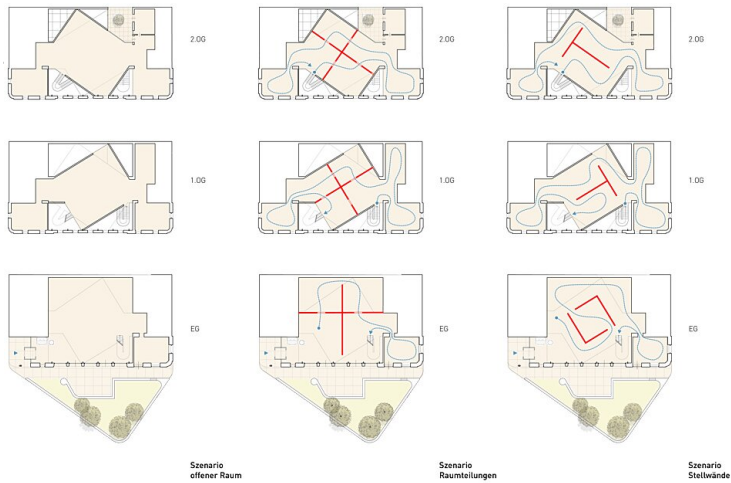 2.OG
2.OG
2.OG
1.OG
1.OG
1.OG
EG
EG
EG
Szenario
offener Raum
Szenario
Raumteilungen
Szenario
Stellwände